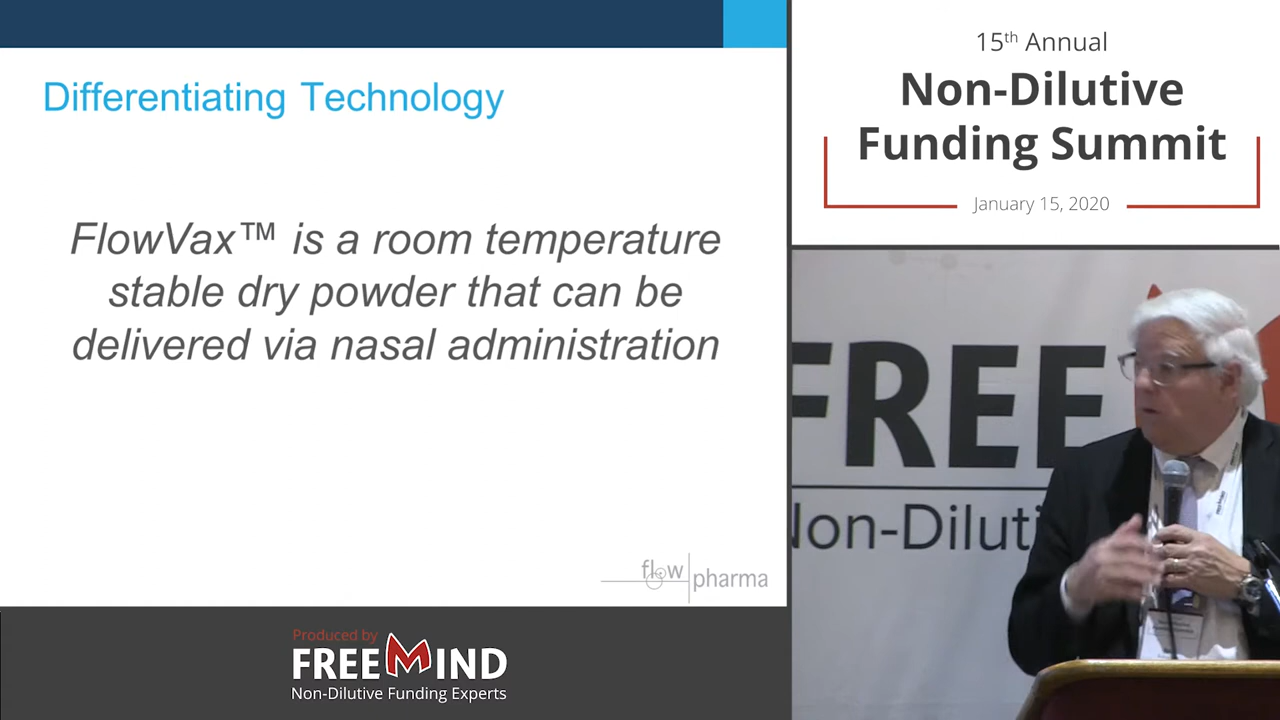 Differentiating Technology
FlowVax™ is a room temperature
stable dry powder that can be
delivered via nasal administration
flow pharma
Produced by
FREEMIND
Non-Dilutive Funding Experts
15th Annual
Non-Dilutive
Funding Summit
January 15, 2020
FREE
Non-Diluti